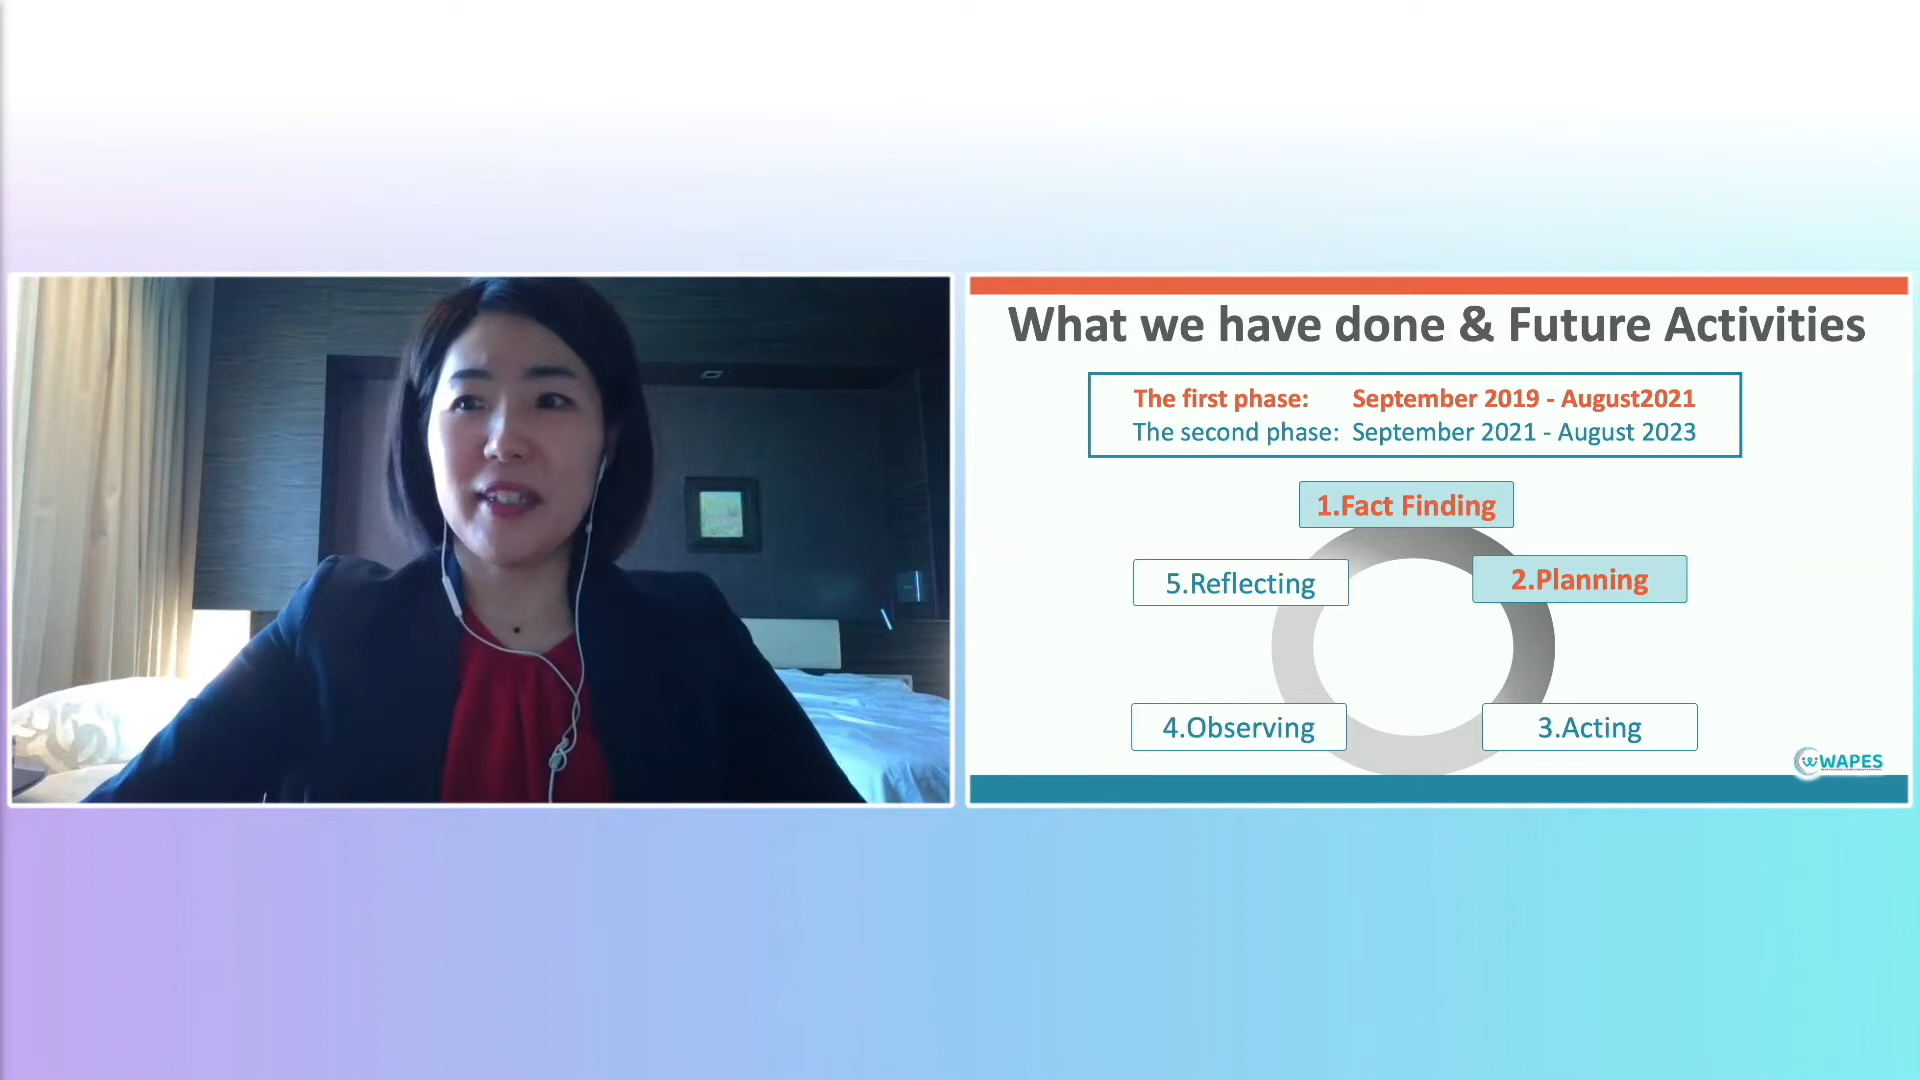 What we have done & Future Activities
The first phase: September 2019 - August2021
The second phase: September 2021 - August 2023
1.Fact Finding
2.Planning
3.Acting
4.Observing
5.Reflecting
WAPES